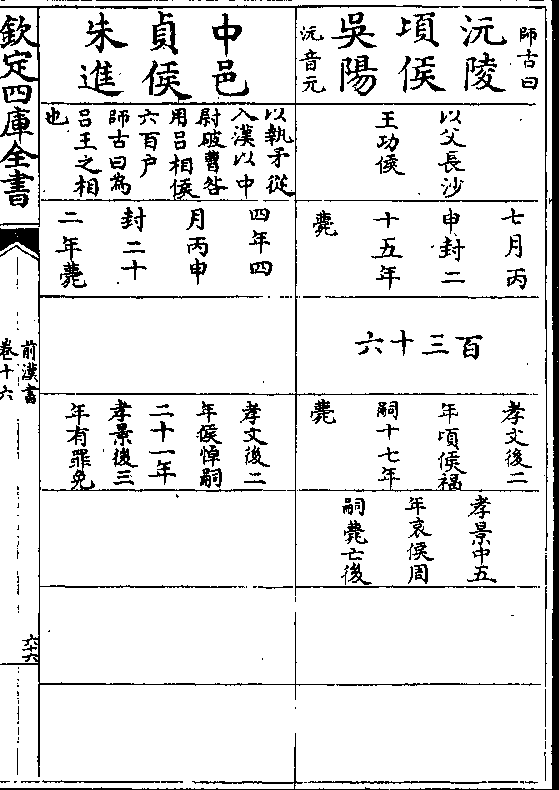 師古曰
沅音元
沅陵
頃侯
吳陽
以父長沙
王功侯
七月丙
申封二
十五年
薨
百三十六
孝文後二
年頃侯福
嗣十七年
薨
孝景中五
年哀侯周
嗣薨亡後
中邑
貞侯
朱進
以執矛從
入漢以中
尉破曹咎
用呂相侯
六百户
師古曰為
呂王之相
也
四年四
月丙申
封二十
二年薨
孝文後二
年侯悼嗣
二十一年
孝景後三
年有罪免
欽定四庫全書
前漢書
卷十六
六十六